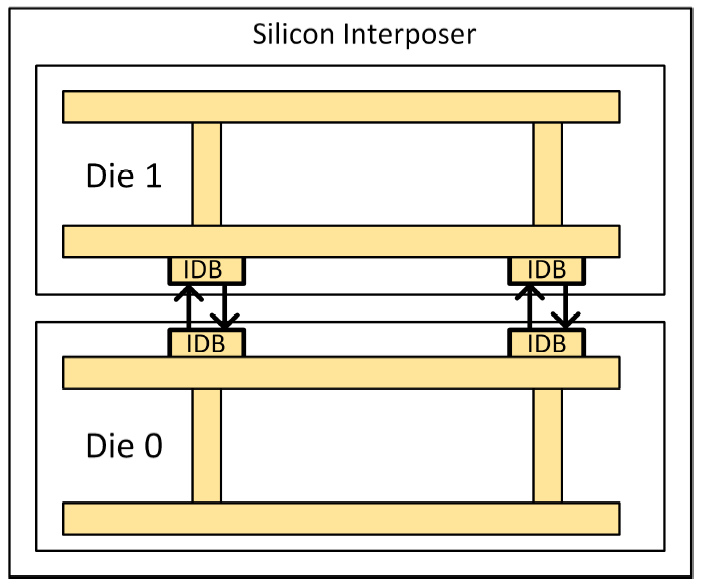 Silicon Interposer
Die 1
IDB IDB
IDB IDB
Die 0